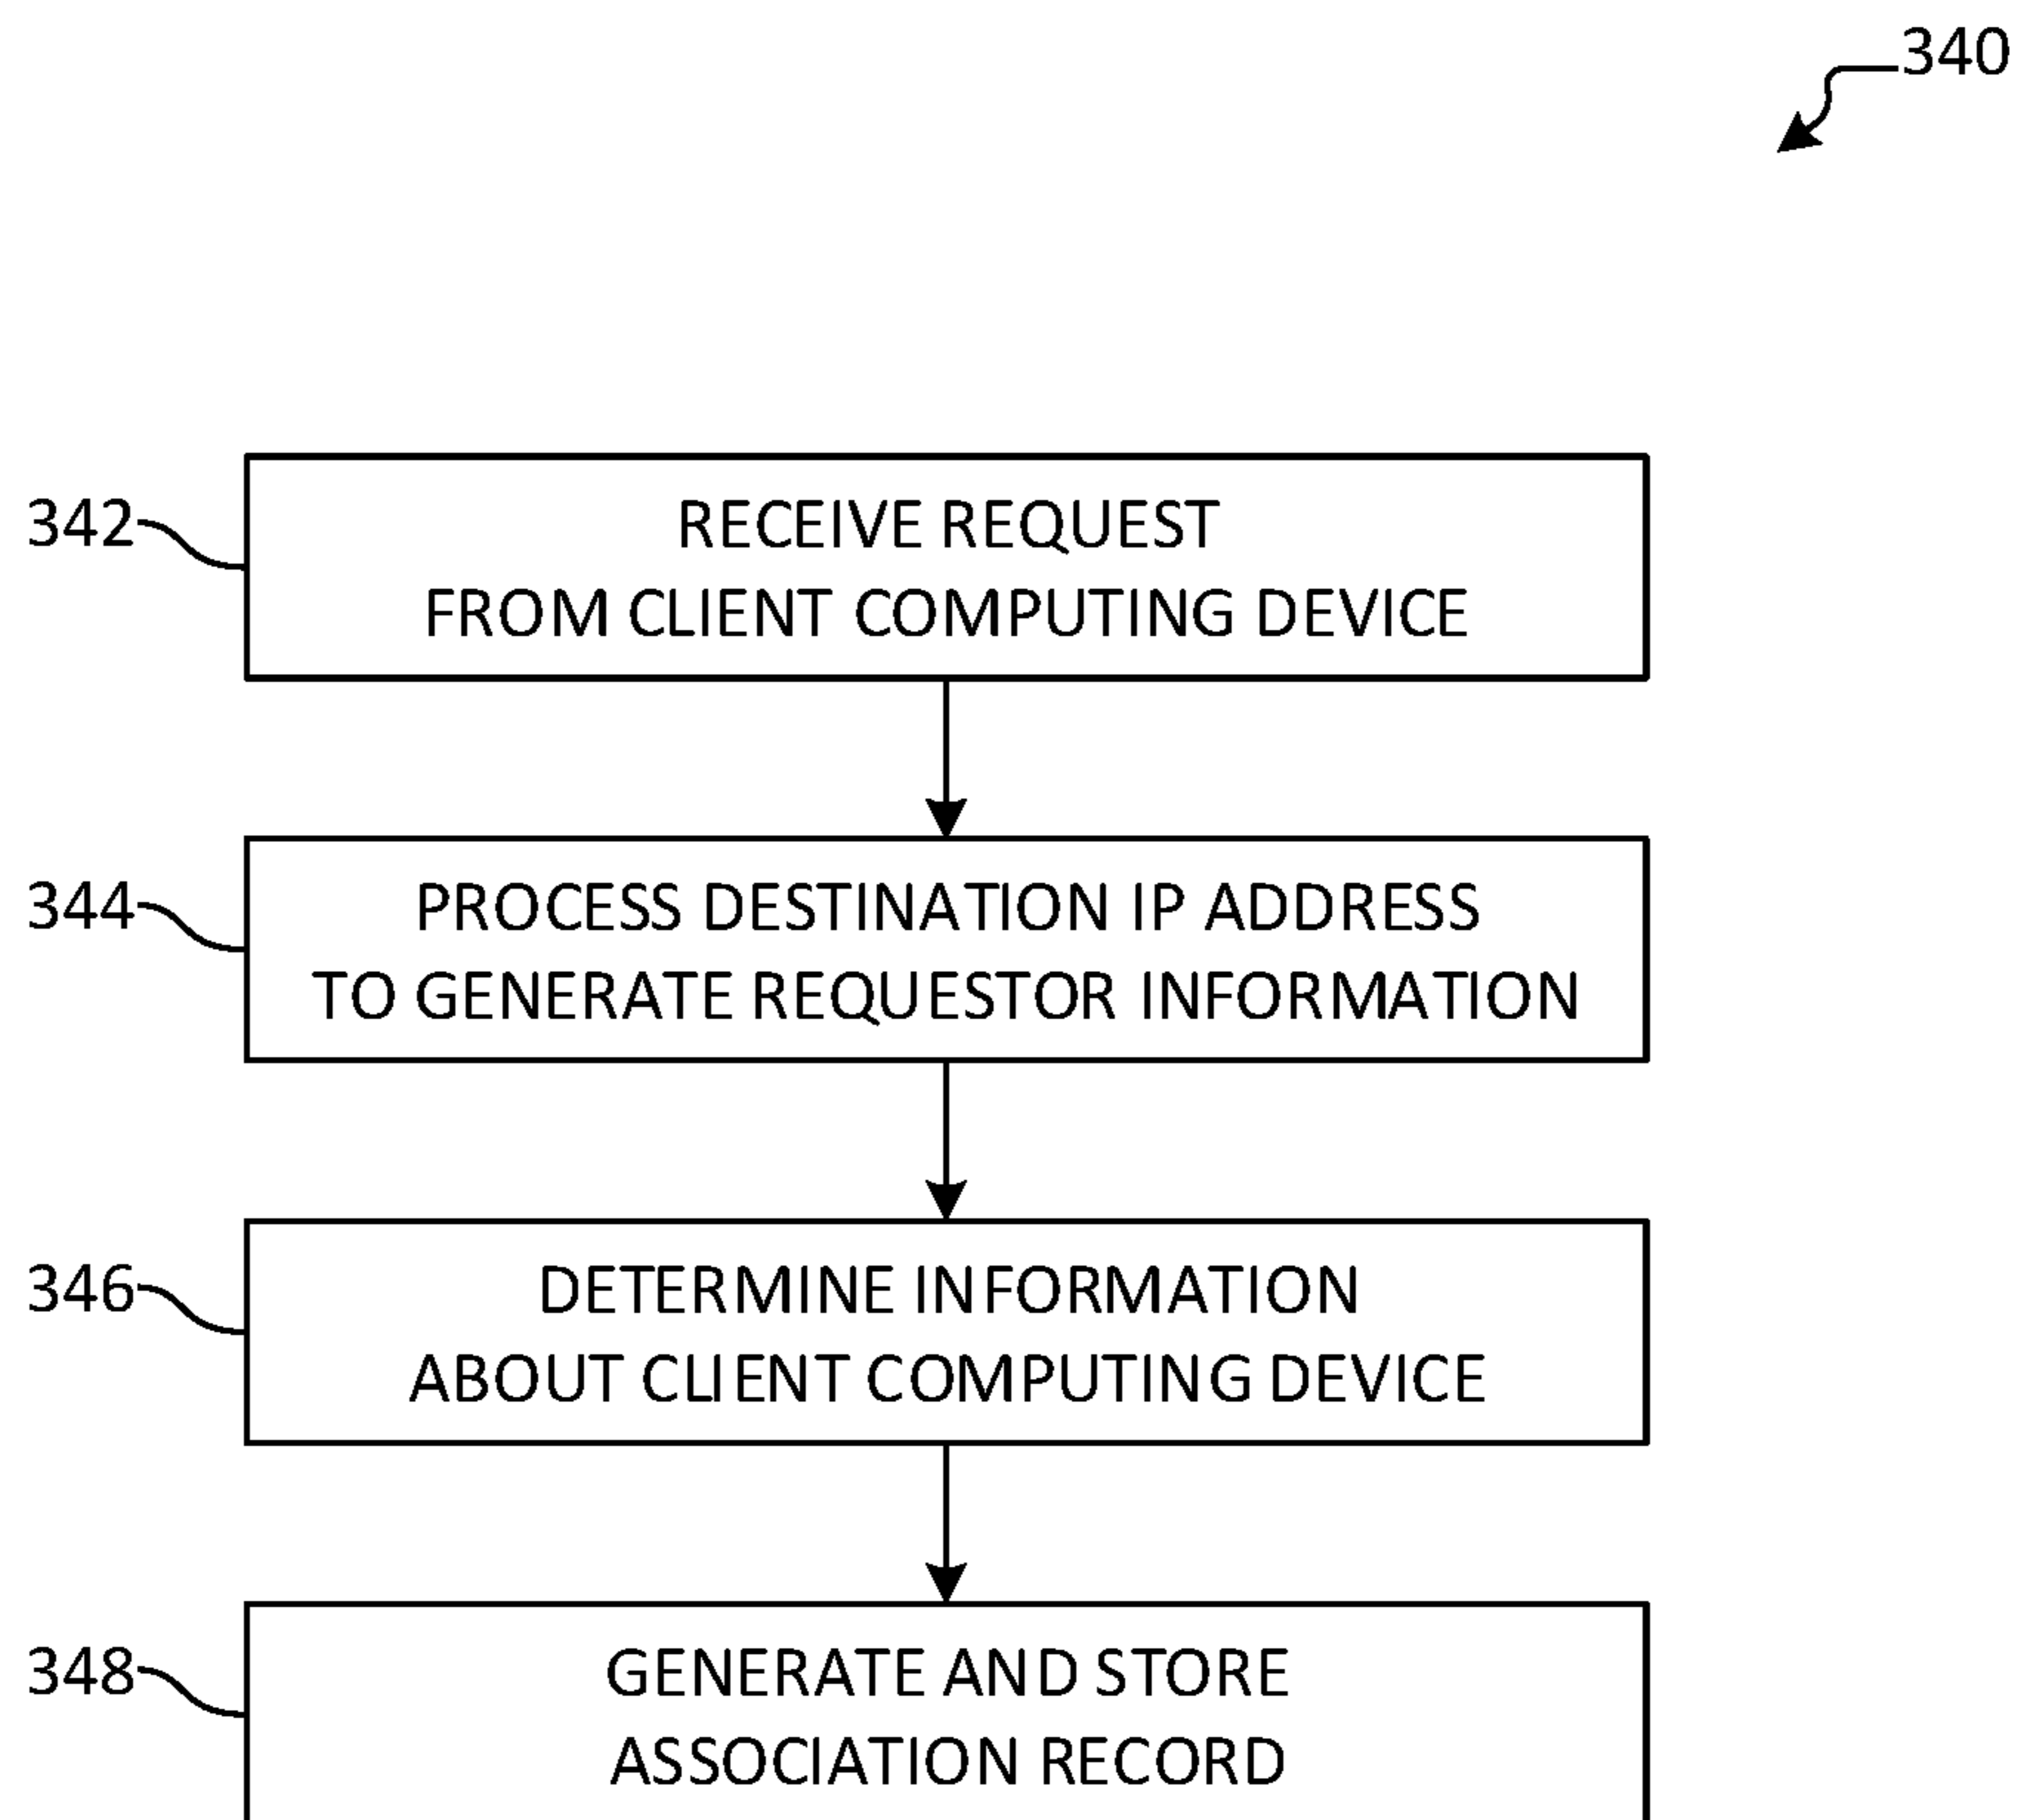 340
342
RECEIVE REQUEST
FROM CLIENT COMPUTING DEVICE
344
PROCESS DESTINATION IP ADDRESS
TO GENERATE REQUESTOR INFORMATION
346
DETERMINE INFORMATION
ABOUT CLIENT COMPUTING DEVICE
348
GENERATE AND STORE
ASSOCIATION RECORD